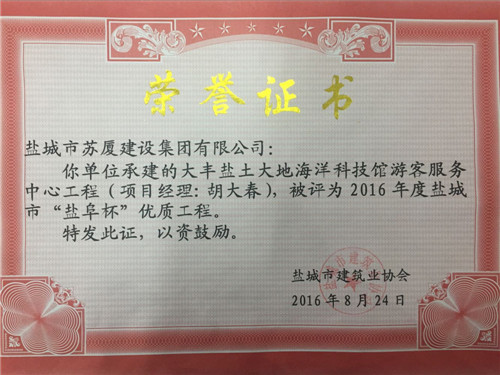 荣誉证书
盐城市苏厦建设集团有限公司：
你单位承建的大丰盐土大地海洋科技馆游客服务
中心工程（项目经理：胡大春），被评为2016年度盐城
市“盐阜杯”优质工程。
特发此证，以资鼓励。
盐城市建筑业协会
2016年8月24日